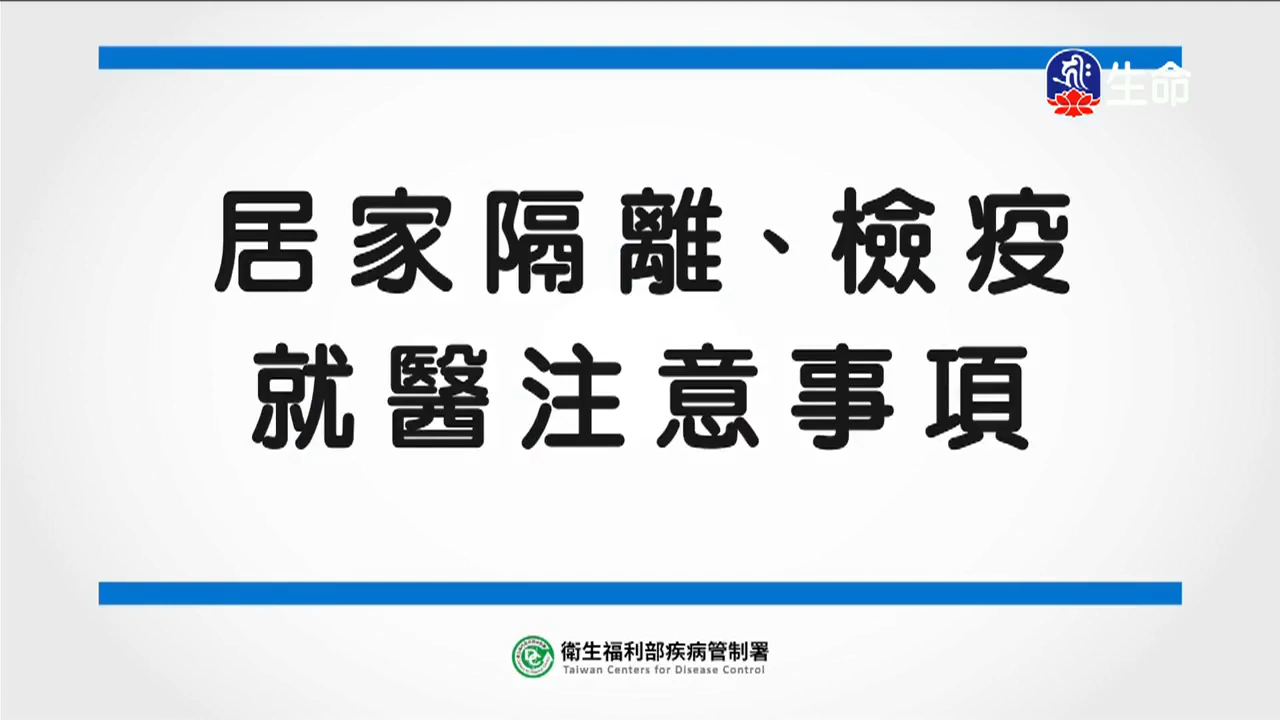 生命
居家隔離、檢疫
就醫注意事項
衛生福利部疾病管制署
Taiwan Centers for Disease Control